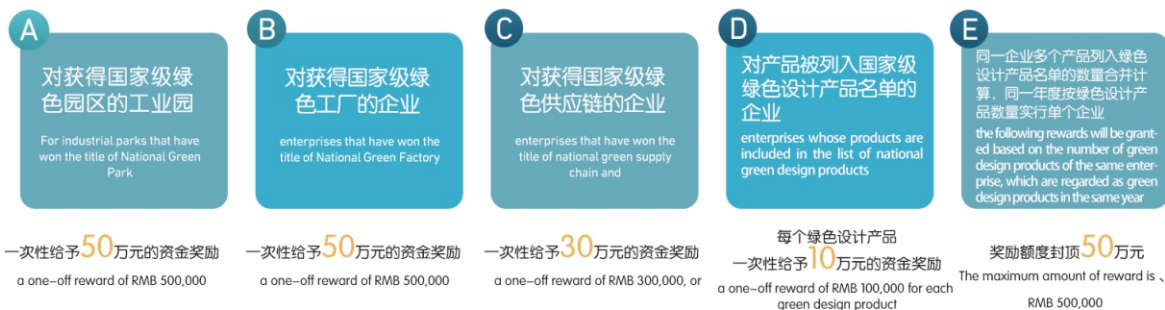 A
对获得国家级绿
色园区的工业园
For industrial parks that have
won the title of National Green
Park
一次性给予50万元的资金奖励
a one-off reward of RMB 500,000
B
对获得国家级绿
色工厂的企业
enterprises that have won the
title of National Green Factory
一次性给予50万元的资金奖励
a one-off reward of RMB 500,000
C
对获得国家级绿
色供应链的企业
enterprises that have won the
title of national green supply
chain and
一次性给予30万元的资金奖励
a one-off reward of RMB 300,000, or
D
对产品被列入国家级
绿色设计产品名单的
企业
enterprises whose products are
included in the list of national
green design products
每个绿色设计产品
一次性给予10万元的资金奖励
a one-off reward of RMB 100,000 for each
green design product
E
同一企业多个产品列入绿色
设计产品名单的数量合并计
算，同一年度按绿色设计产
品数量实行单个企业
the following rewards will be grant-
ed based on the number of green
design products of the same enter-
prise, which are regarded as green
design products in the same year
奖励额度封顶50万元
The maximum amount of reward is 、
RMB 500,000